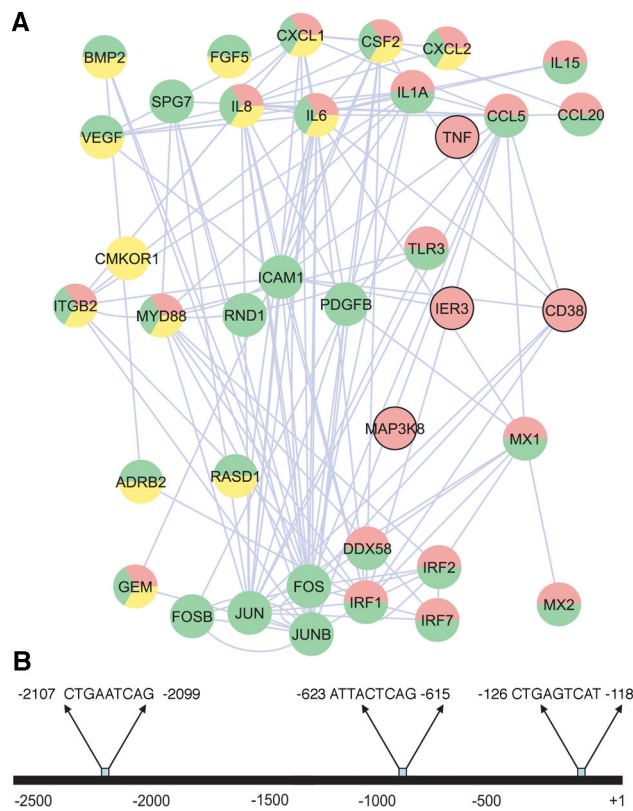 A
CXCL1
CSF2
CXCL2
BMP2
FGF5
IL15
SPG7
IL8
IL6
IL1A
CCL5
CCL20
VEGF
TNF
CMKOR1
TLR3
ICAM1
ITGB2
MYD88
RND1
PDGFB
IER3
CD38
MAP3K8
MX1
ADRB2
RASD1
DDX58
IRF2
GEM
FOS
FOSB
JUN
IRF1
MX2
IRF7
JUNB
B
-2107 CTGAATCAG -2099 -623 ATTACTCAG -615 -126 CTGAGTCAT -118
-2500 -2000 -1500 -1000 -500 +1